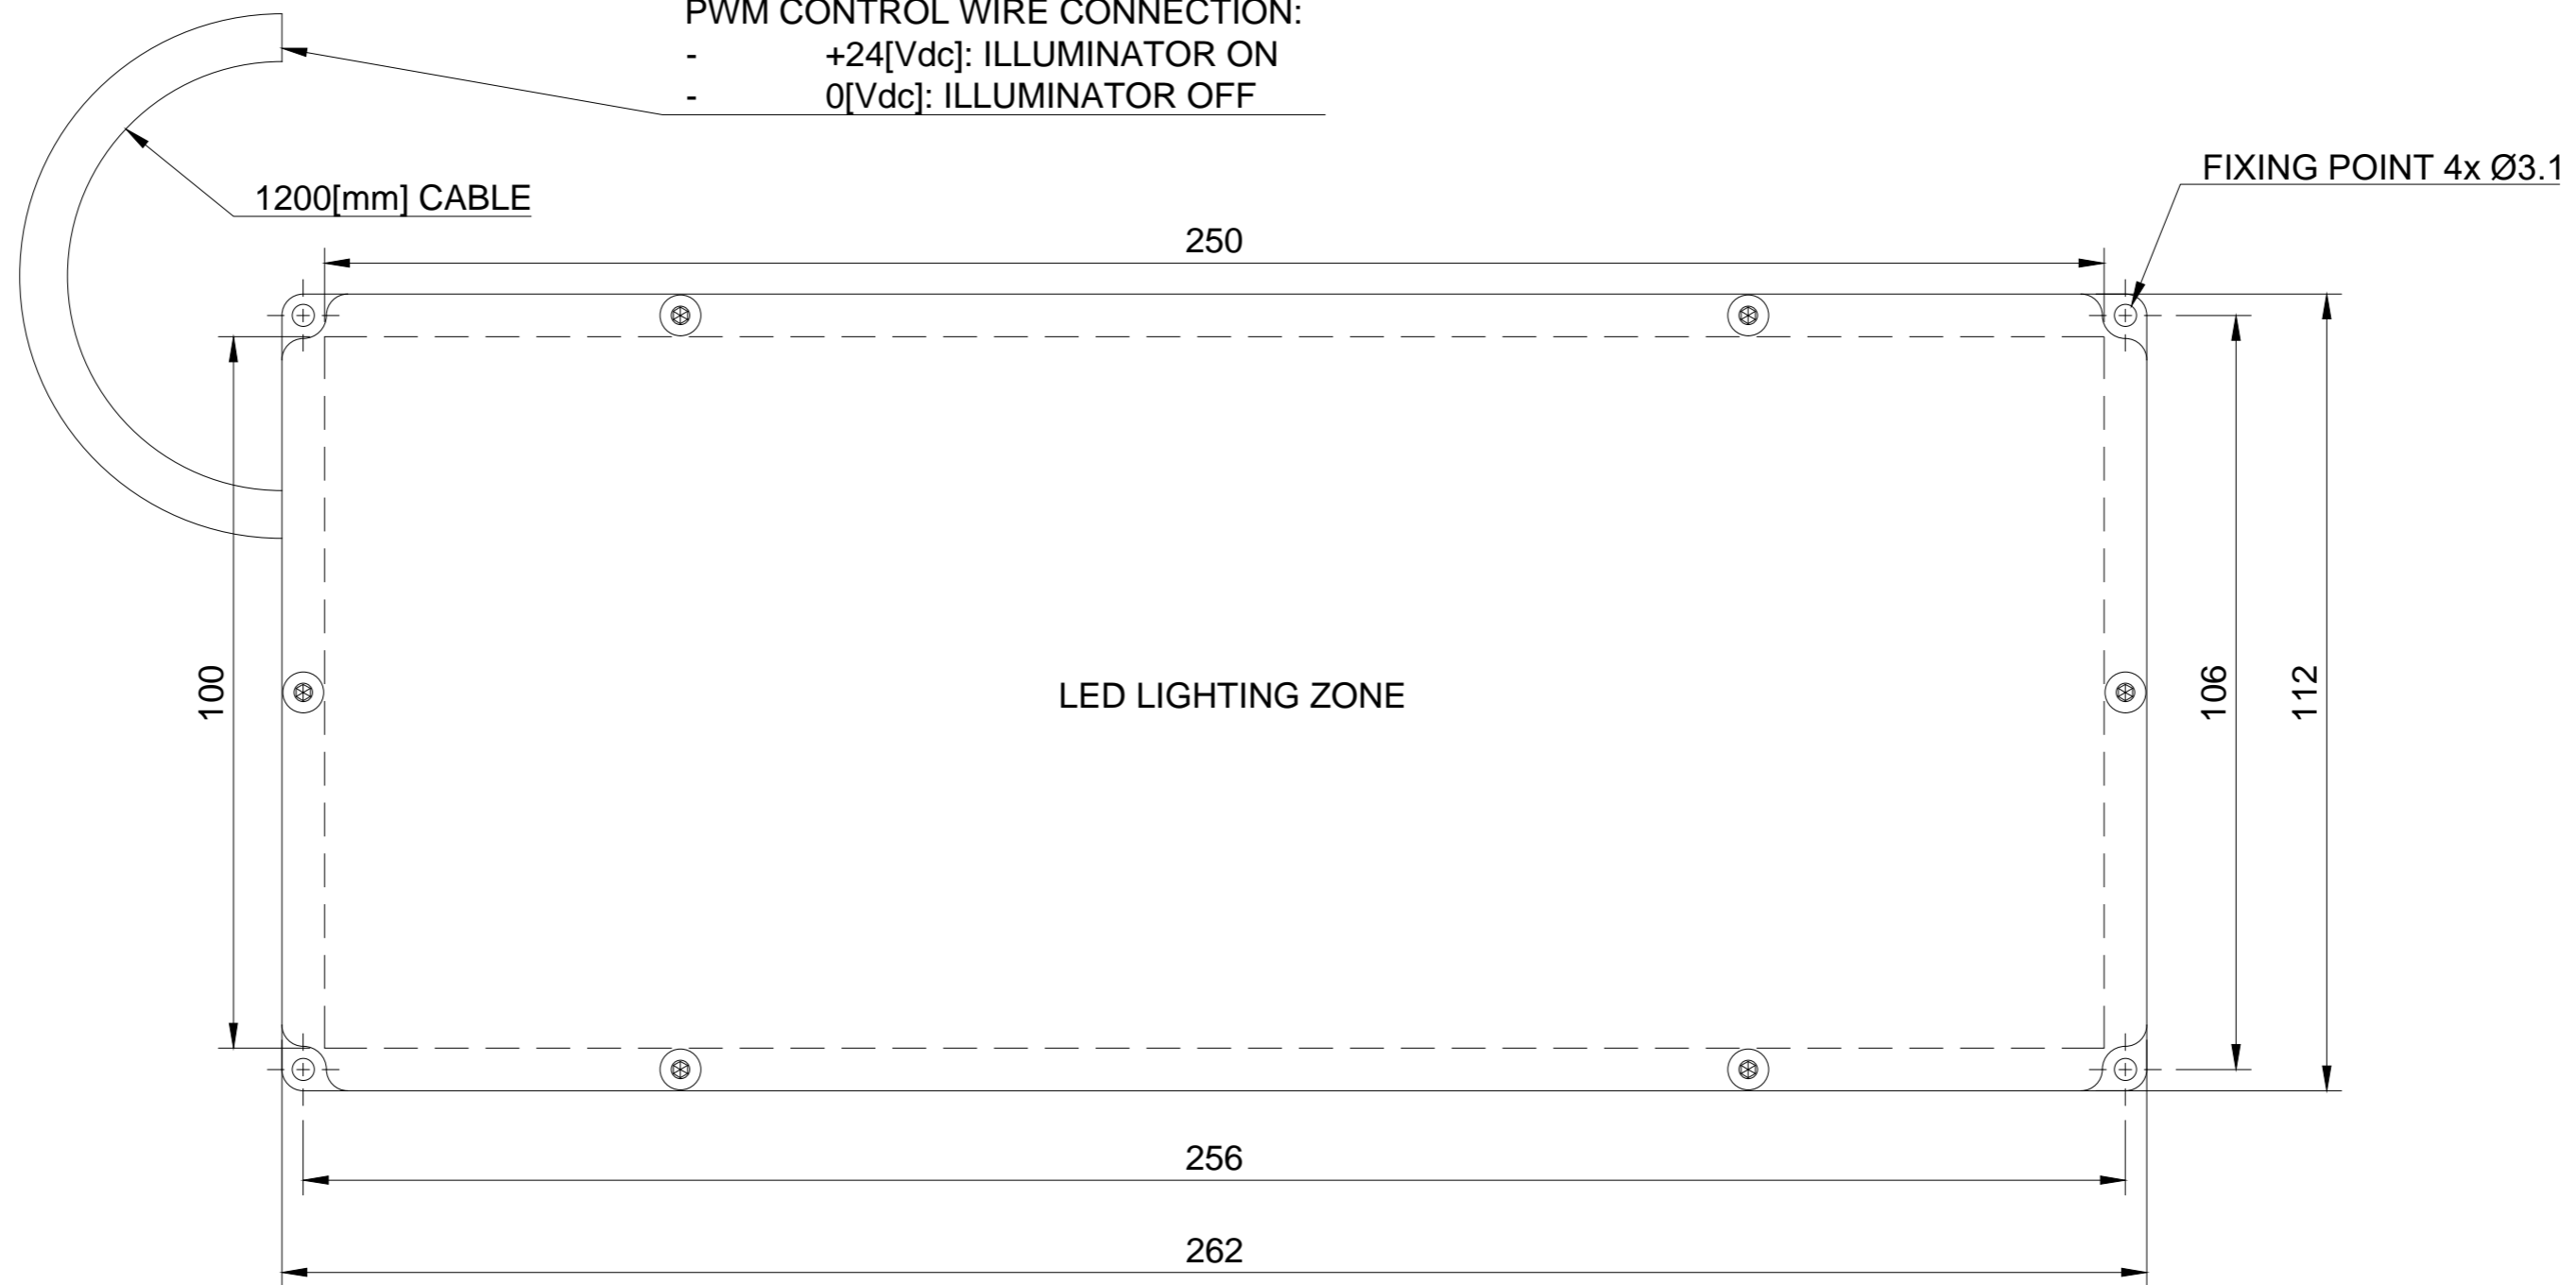 PWM CONTROL WIRE CONNECTION:
- +24[Vdc]: ILLUMINATOR ON
- 0[Vdc]: ILLUMINATOR OFF
FIXING POINT 4x Ø3.1
1200[mm] CABLE
250
100
LED LIGHTING ZONE
106
112
256
262